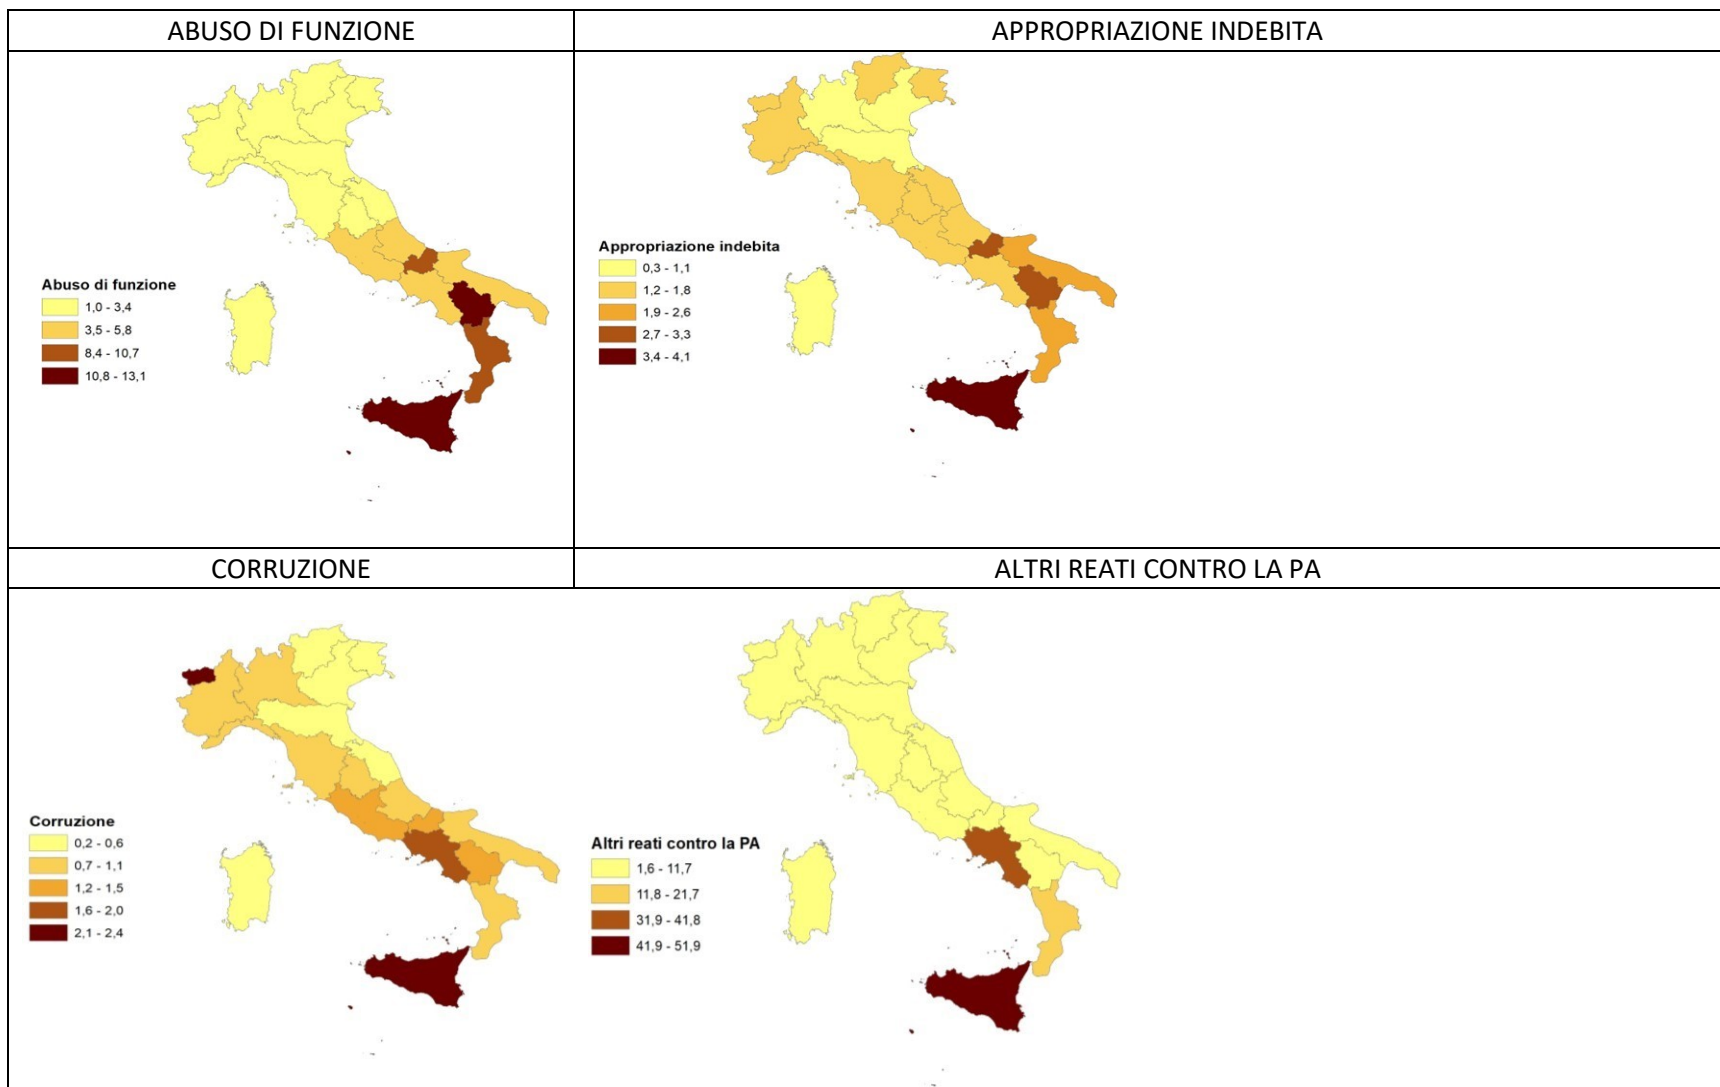 ABUSO DI FUNZIONE
APPROPRIAZIONE INDEBITA
Abuso di funzione
1,0 - 3,4
3,5 - 5,8
8,4 - 10,7
10,8 - 13,1
Appropriazione indebita
0,3 - 1,1
1,2 - 1,8
1,9 - 2,6
2,7 - 3,3
3,4 - 4,1
CORRUZIONE
ALTRI REATI CONTRO LA PA
Corruzione
0,2 - 0,6
0,7 - 1,1
1,2 - 1,5
1,6 - 2,0
2,1 - 2,4
Altri reati contro la PA
1,6 - 11,7
11,8 - 21,7
31,9 - 41,8
41,9 - 51,9